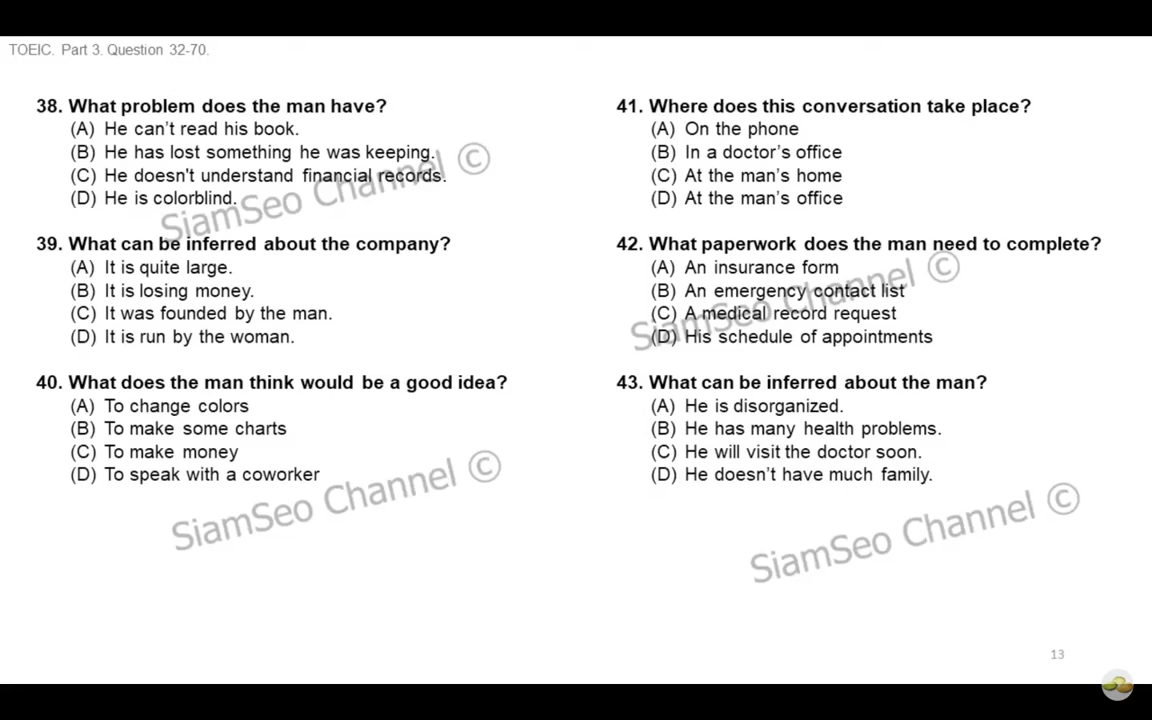 TOEIC. Part 3. Question 32-70.
38. What problem does the man have?
(A) He can't read his book.
(B) He has lost something he was keeping.
(C) He doesn't understand financial records.
(D) He is colorblind.
39. What can be inferred about the company?
(A) It is quite large.
(B) It is losing money.
(C) It was founded by the man.
(D) It is run by the woman.
40. What does the man think would be a good idea?
(A) To change colors
(B) To make some charts
(C) To make money
(D) To speak with a coworker
SiamSeo Channel ©
SiamSeo Channel ©
41. Where does this conversation take place?
(A) On the phone
(B) In a doctor's office
(C) At the man's home
(D) At the man's office
42. What paperwork does the man need to complete?
(A) An insurance form
(B) An emergency contact list
(C) A medical record request
(D) His schedule of appointments
43. What can be inferred about the man?
(A) He is disorganized.
(B) He has many health problems.
(C) He will visit the doctor soon.
(D) He doesn't have much family.
SiamSeo Channel ©
SiamSeo Channel ©
13